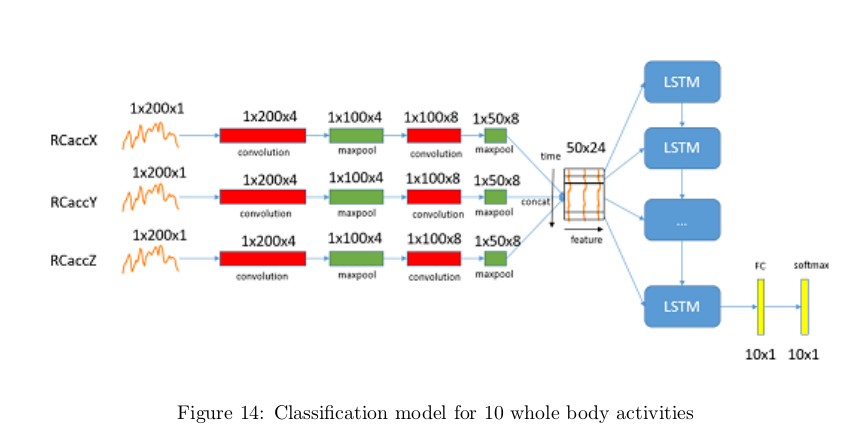 1x200x1
RCaccX
1x200x4
convolution
1x100x4
maxpool
1x100x8
convolution
1x50x8
maxpool
1x200x1
RCaccY
1x200x4
convolution
1x100x4
maxpool
1x100x8
convolution
1x50x8
maxpool
1x200x1
RCaccZ
1x200x4
convolution
1x100x4
maxpool
1x100x8
convolution
1x50x8
maxpool
time
concat
50x24
feature
LSTM
LSTM
...
LSTM
FC
softmax
10x1
10x1
Figure 14: Classification model for 10 whole body activities